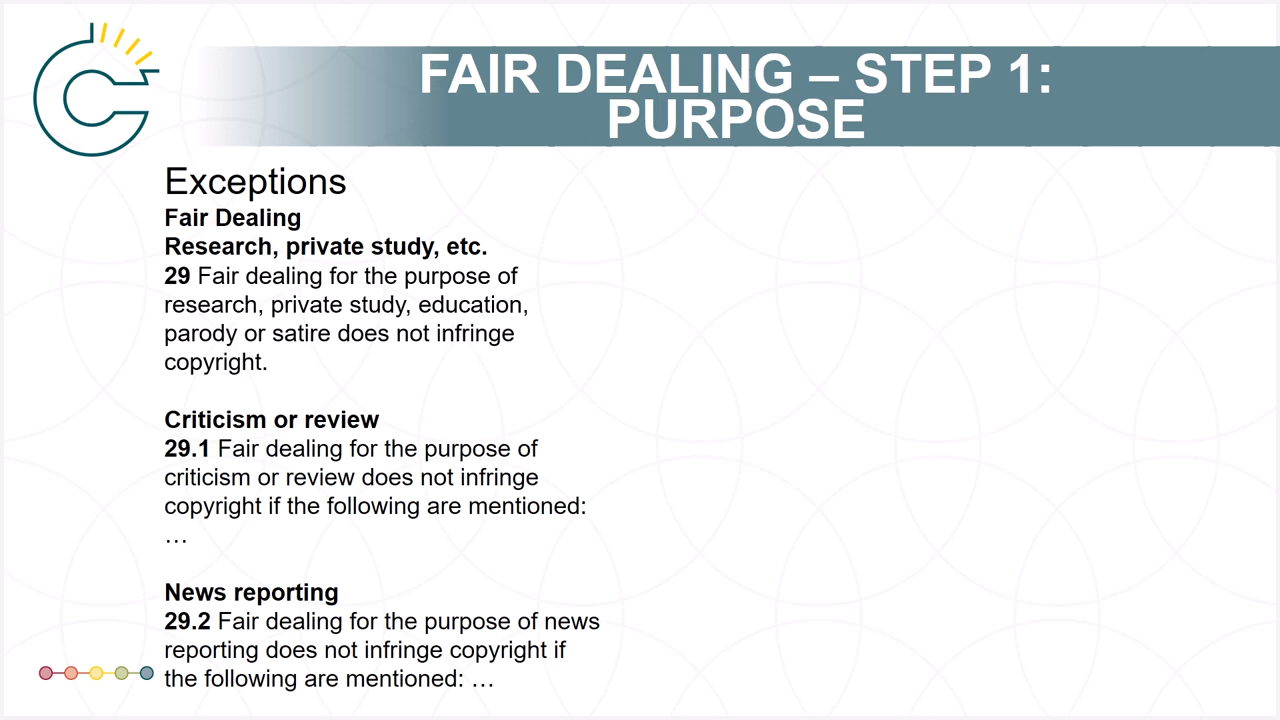 FAIR DEALING – STEP 1:
PURPOSE
Exceptions
Fair Dealing
Research, private study, etc.
29 Fair dealing for the purpose of
research, private study, education,
parody or satire does not infringe
copyright.
Criticism or review
29.1 Fair dealing for the purpose of
criticism or review does not infringe
copyright if the following are mentioned:
…
News reporting
29.2 Fair dealing for the purpose of news
reporting does not infringe copyright if
the following are mentioned: …